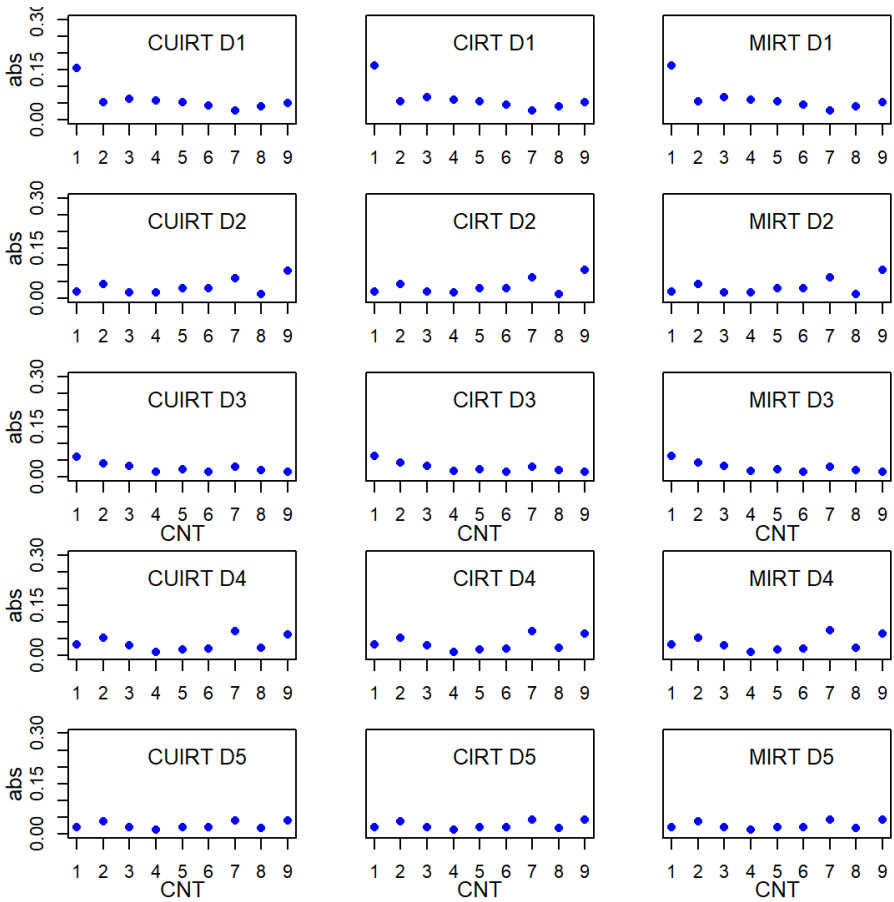 CUIRT D1 CIRT D1 MIRT D1
abs
0.00 0.15 0.30
1 2 3 4 5 6 7 8 9 1 2 3 4 5 6 7 8 9 1 2 3 4 5 6 7 8 9
CUIRT D2 CIRT D2 MIRT D2
abs
0.00 0.15 0.30
1 2 3 4 5 6 7 8 9 1 2 3 4 5 6 7 8 9 1 2 3 4 5 6 7 8 9
CUIRT D3 CIRT D3 MIRT D3
abs
0.00 0.15 0.30
1 2 3 4 5 6 7 8 9 1 2 3 4 5 6 7 8 9 1 2 3 4 5 6 7 8 9
CNT CNT CNT
CUIRT D4 CIRT D4 MIRT D4
abs
0.00 0.15 0.30
1 2 3 4 5 6 7 8 9 1 2 3 4 5 6 7 8 9 1 2 3 4 5 6 7 8 9
CUIRT D5 CIRT D5 MIRT D5
abs
0.00 0.15 0.30
1 2 3 4 5 6 7 8 9 1 2 3 4 5 6 7 8 9 1 2 3 4 5 6 7 8 9
CNT CNT CNT